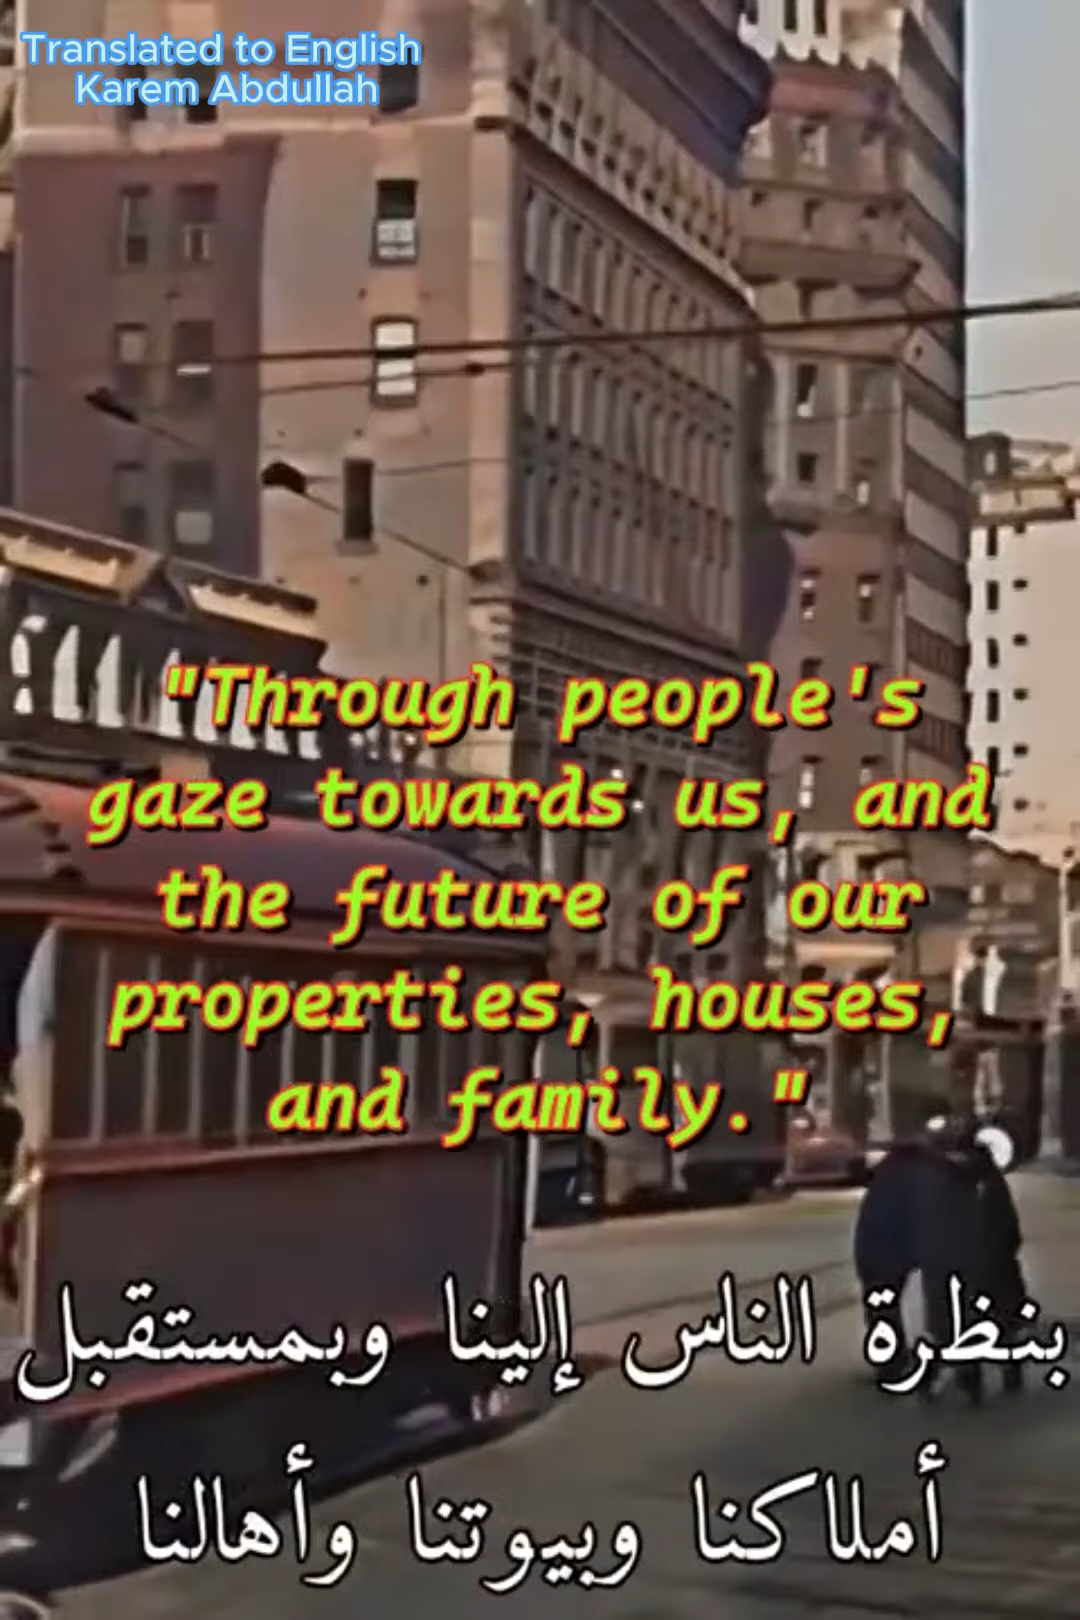 Translated to English
Karem Abdullah
"Through people's
gaze towards us, and
the future of our
properties, houses,
and family."
بنظرة الناس إلينا وبمستقبل
أملاكنا وبيوتنا وأهالنا